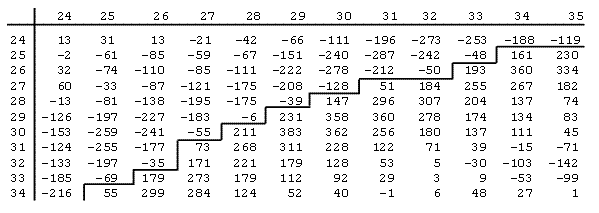 24 25 26 27 28 29 30 31 32 33 34 35
24 13 31 13 -21 -42 -66 -111 -196 -273 -253 -188 -119
25 -2 -61 -85 -59 -67 -151 -240 -287 -242 -48 161 230
26 32 -74 -110 -85 -111 -222 -278 -212 -50 193 360 334
27 60 -33 -87 -121 -175 -208 -128 51 184 255 267 182
28 -13 -81 -138 -195 -175 -39 147 296 307 204 137 74
29 -126 -197 -227 -183 -6 231 358 360 278 174 134 83
30 -153 -259 -241 -55 211 383 362 256 180 137 111 45
31 -124 -255 -177 73 268 311 228 122 71 39 -15 -71
32 -133 -197 -35 171 221 179 128 53 5 -30 -103 -142
33 -185 -69 179 273 179 112 92 29 3 9 -53 -99
34 -216 55 299 284 124 52 40 -1 6 48 27 1